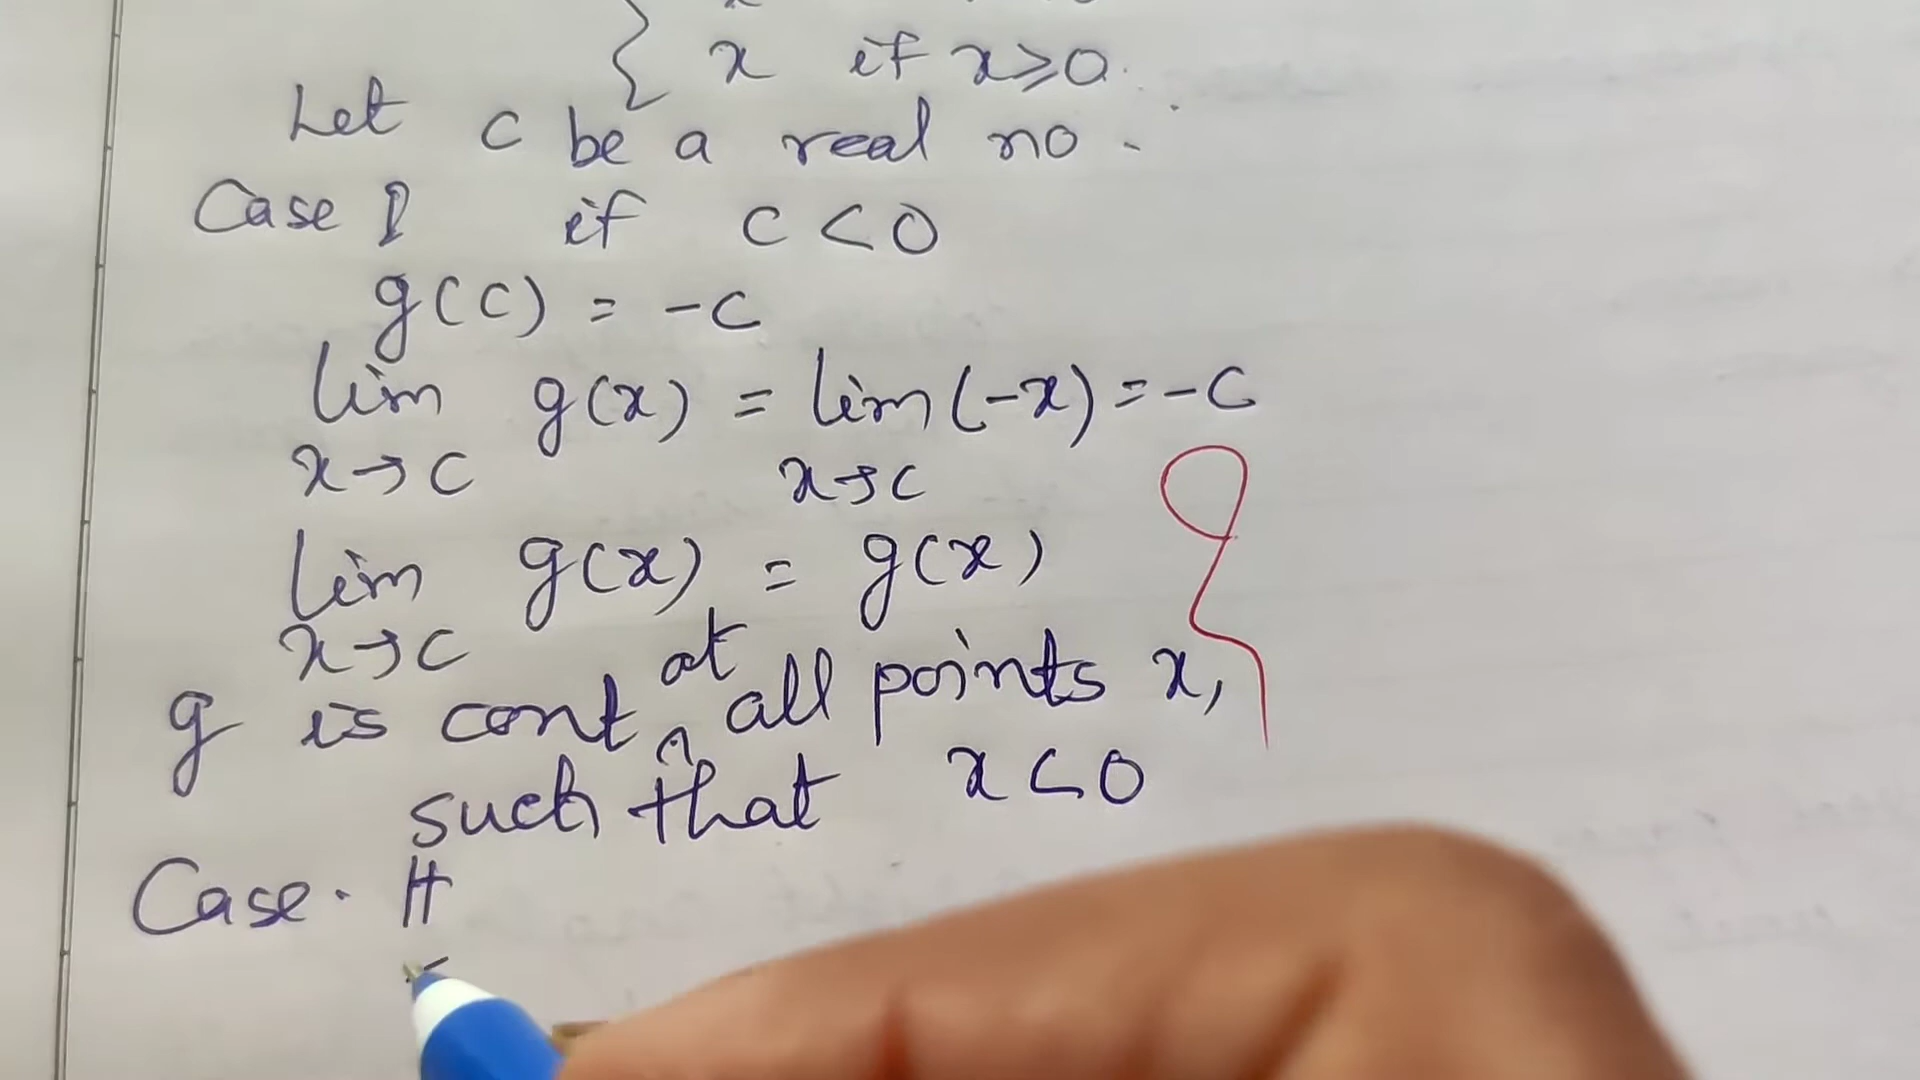 { x if x≥0.
Let c be a real no.
Case I if c<0
g(c) = -c
lim g(x) = lim (-x) = -c
x→c x→c
lim g(x) = g(x)
x→c
g is cont at all points x,
such that x<0
Case. II